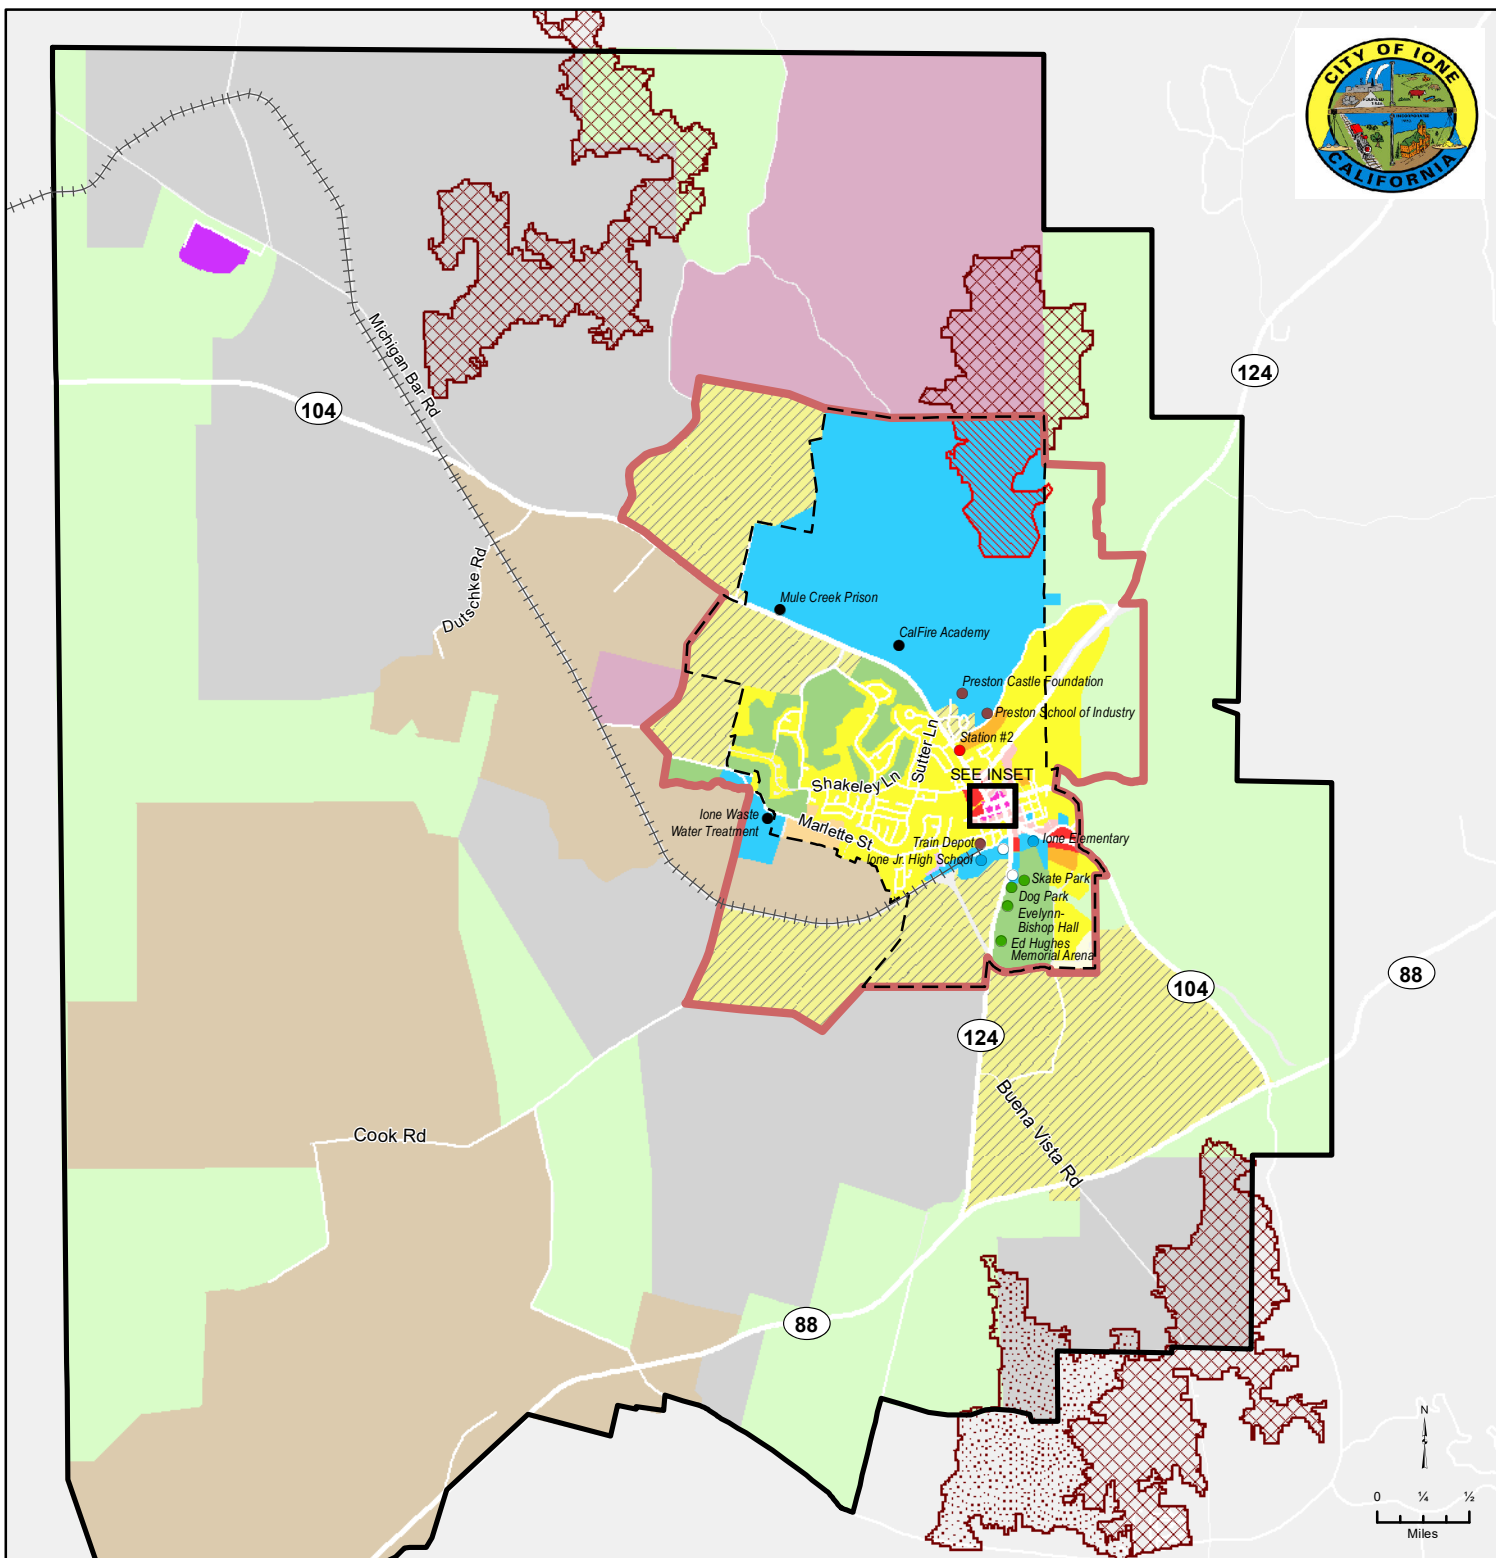 CITY OF IONE
CALIFORNIA
124
Michigan Bar Rd
104
Dutschke Rd
Mule Creek Prison
CalFire Academy
Preston Castle Foundation
Preston School of Industry
Station #2
Sutter Ln
SEE INSET
Shakeley Ln
Ione Waste
Water Treatment
Marlette St
Train Depot
Ione Elementary
Ione Jr. High School
Skate Park
Dog Park
Evelynn-
Bishop Hall
Ed Hughes
Memorial Arena
88
104
124
Buena Vista Rd
Cook Rd
88
N
0 ¼ ½
Miles